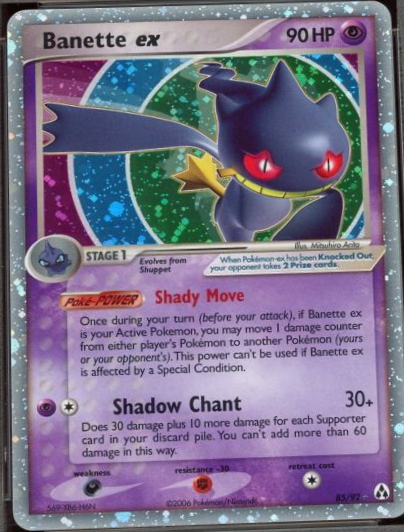 Banette ex 90 HP
Illus. Mitsuhiro Arita
STAGE 1 Evolves from Shuppet
When Pokémon-ex has been Knocked Out, your opponent takes 2 Prize cards.
Poké-POWER Shady Move
Once during your turn (before your attack), if Banette ex
is your Active Pokemon, you may move 1 damage counter
from either player's Pokémon to another Pokémon (yours
or your opponent's). This power can't be used if Banette ex
is affected by a Special Condition.
Shadow Chant 30+
Does 30 damage plus 10 more damage for each Supporter
card in your discard pile. You can't add more than 60
damage in this way.
weakness resistance -30 retreat cost
569-X86-H6N ©2006 Pokémon/Nintendo 85/92